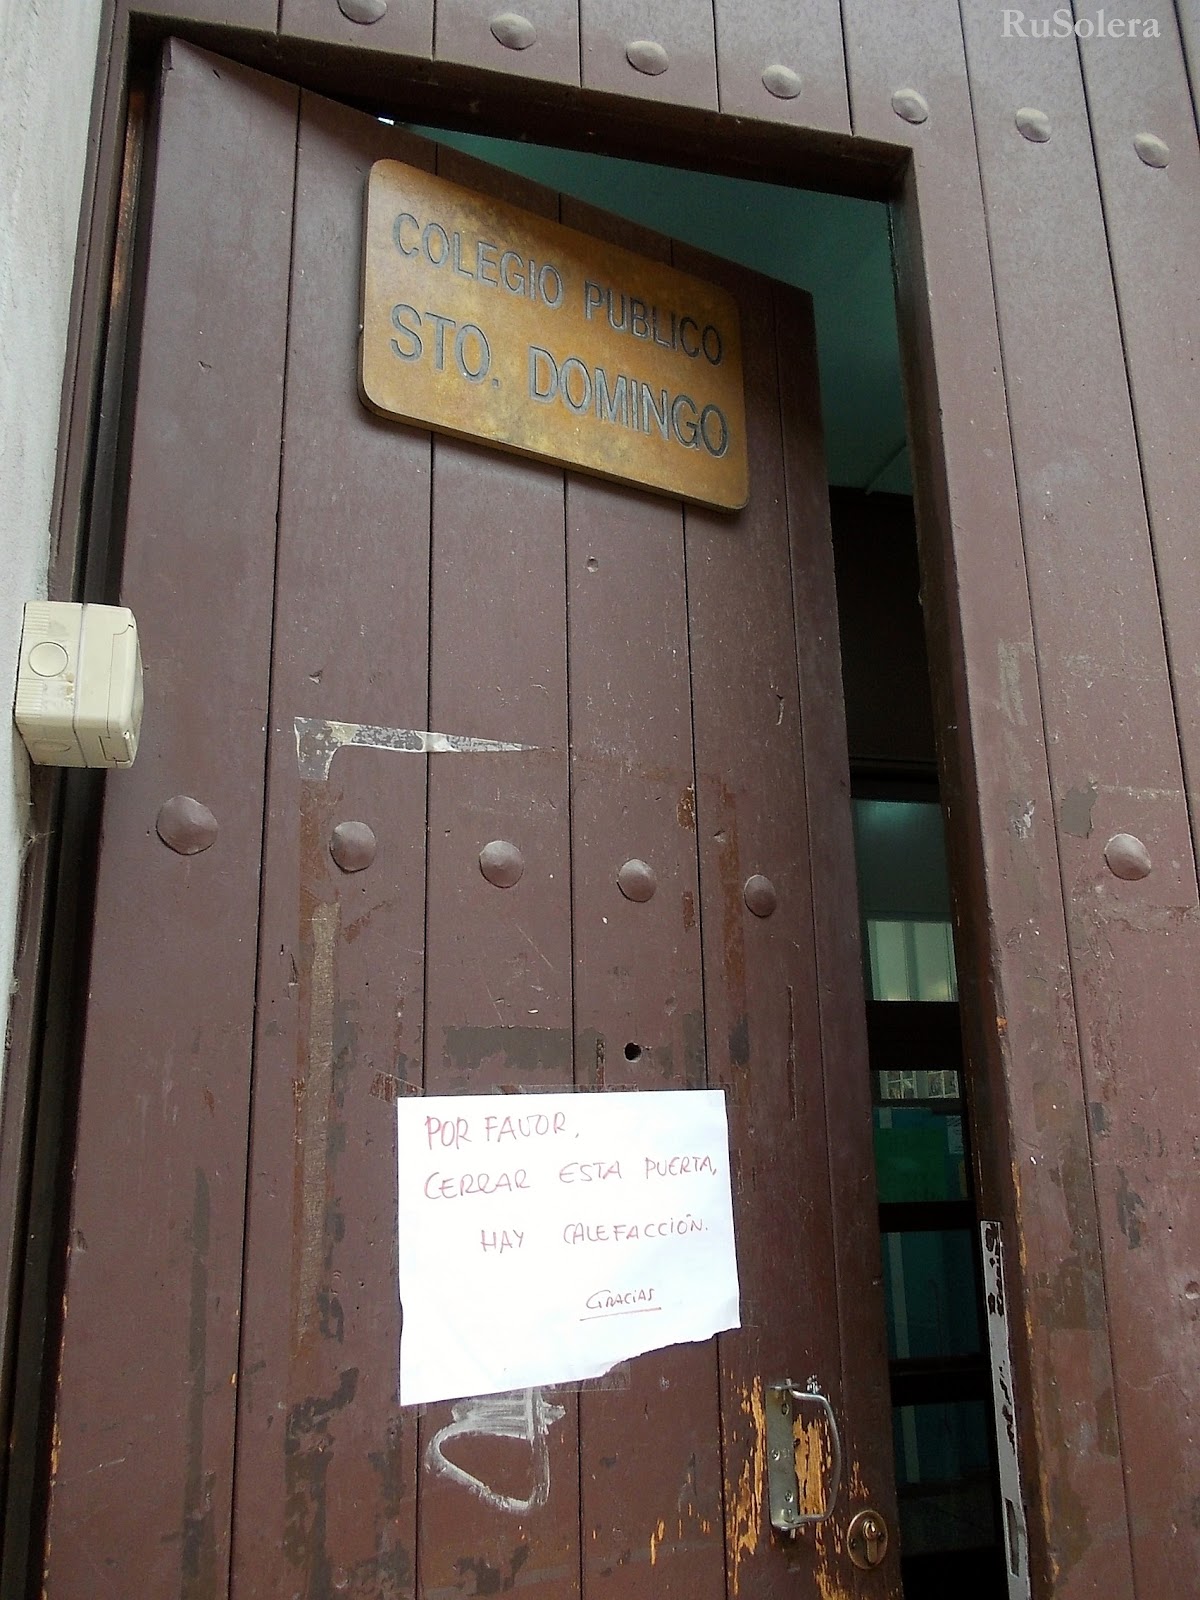 RuSolera
COLEGIO PUBLICO
STO. DOMINGO
POR FAVOR,
CERRAR ESTA PUERTA,
HAY CALEFACCIÓN.
GRACIAS